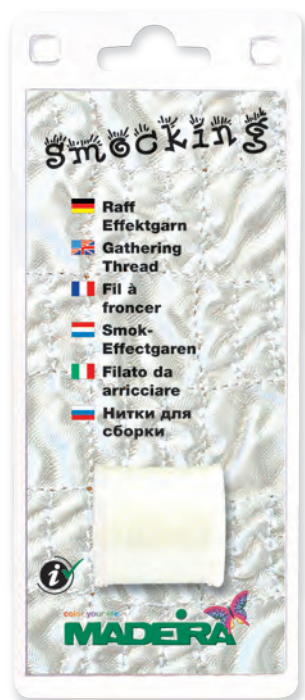 smocking
Raff
Effektgarn
Gathering
Thread
Fil à
froncer
Smok-
Effectgaren
Filato da
arricciare
Нитки для
сборки
i
color your life...
MADEIRA